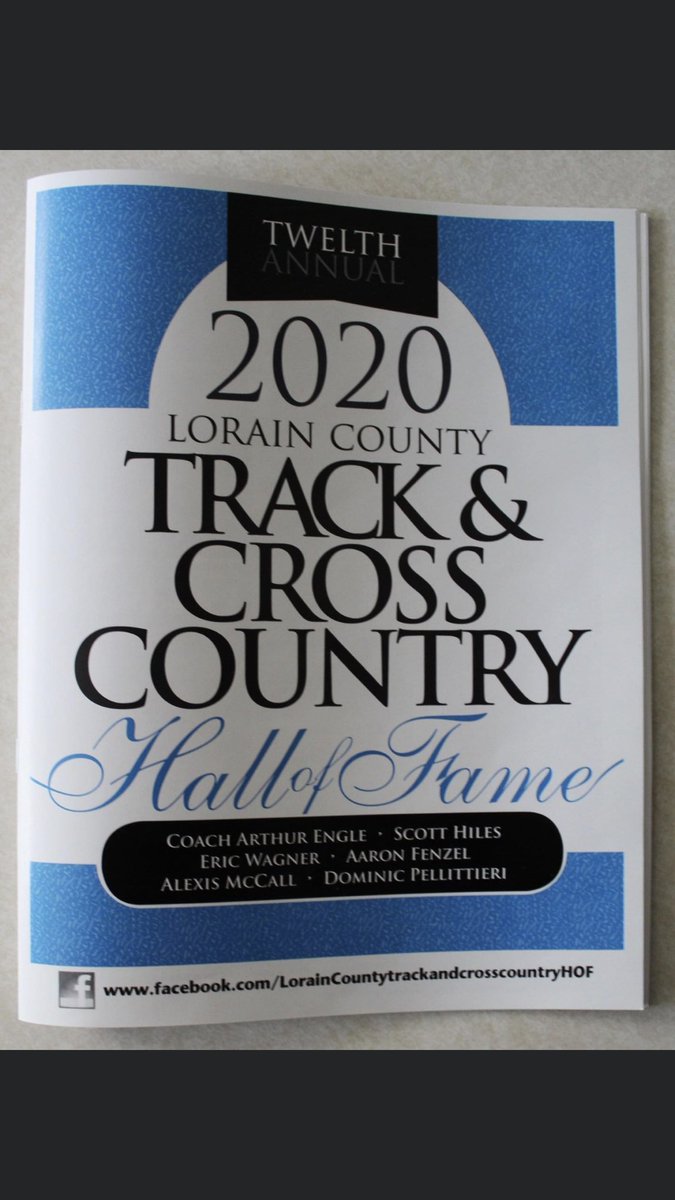 TWELTH
ANNUAL
2020
LORAIN COUNTY
TRACK &
CROSS
COUNTRY
Hall of Fame
COACH ARTHUR ENGLE · SCOTT HILES
ERIC WAGNER · AARON FENZEL
ALEXIS MCCALL · DOMINIC PELLITTIERI
f www.facebook.com/LorainCountytrackandcrosscountryHOF